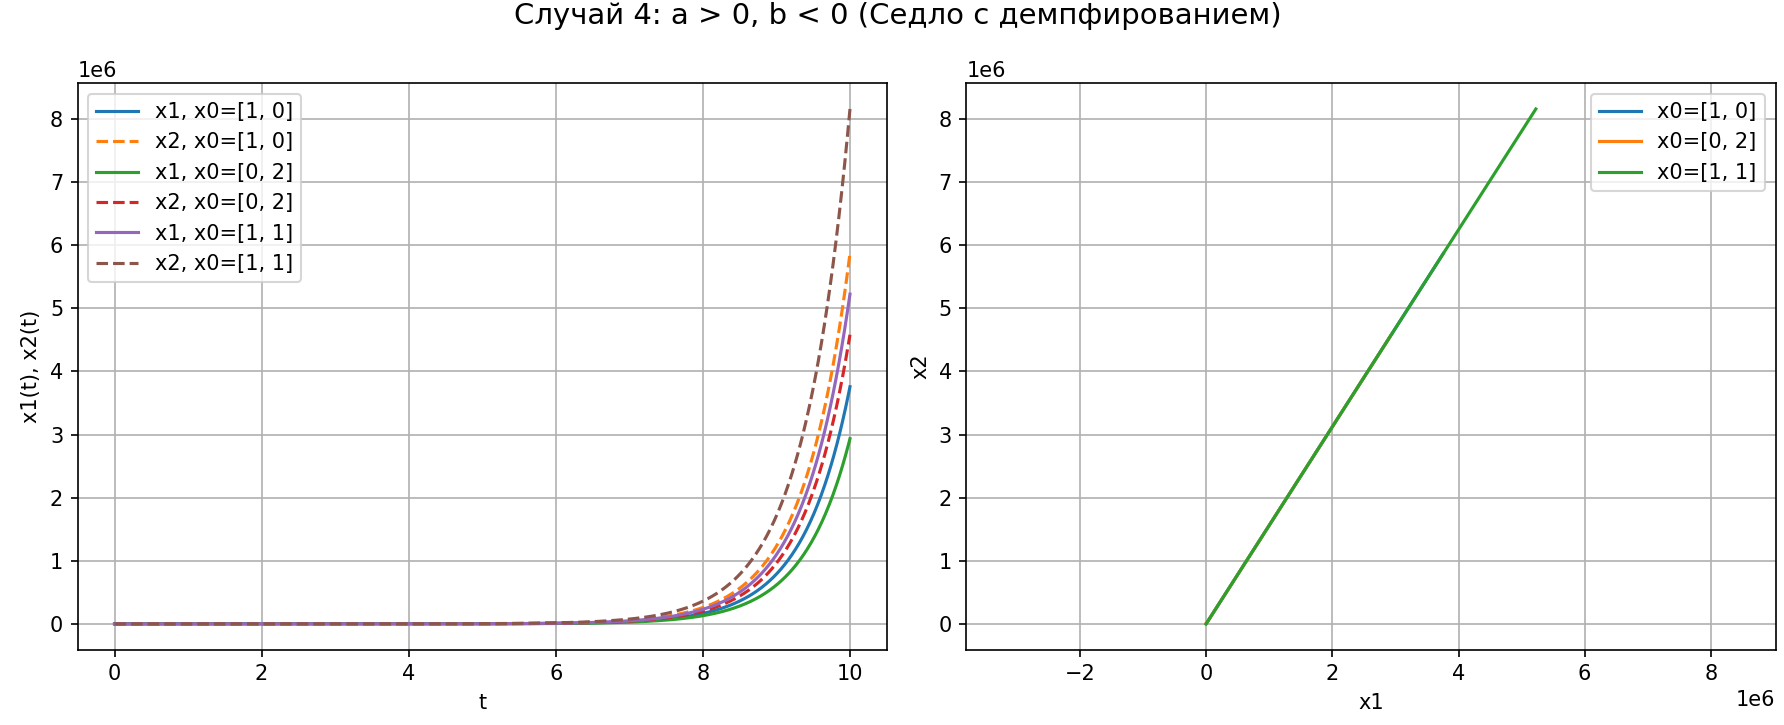 Случай 4: a > 0, b < 0 (Седло с демпфированием)
1e6
x1, x0=[1, 0]
x2, x0=[1, 0]
x1, x0=[0, 2]
x2, x0=[0, 2]
x1, x0=[1, 1]
x2, x0=[1, 1]
8
7
6
5
4
3
2
1
0
x1(t), x2(t)
0 2 4 6 8 10
t
1e6
x0=[1, 0]
x0=[0, 2]
x0=[1, 1]
8
7
6
5
4
3
2
1
0
x2
−2 0 2 4 6 8
1e6
x1